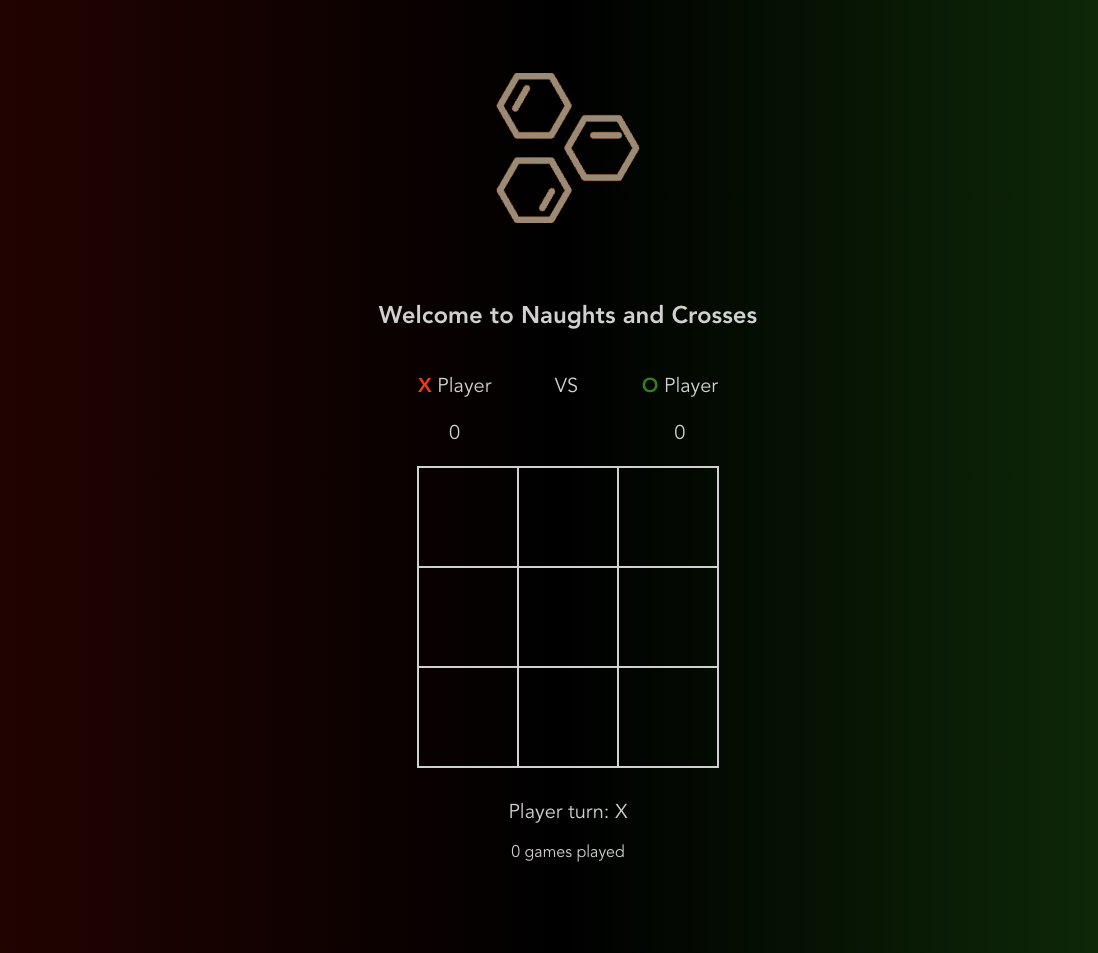 Welcome to Naughts and Crosses
X Player VS O Player
0 0
Player turn: X
0 games played